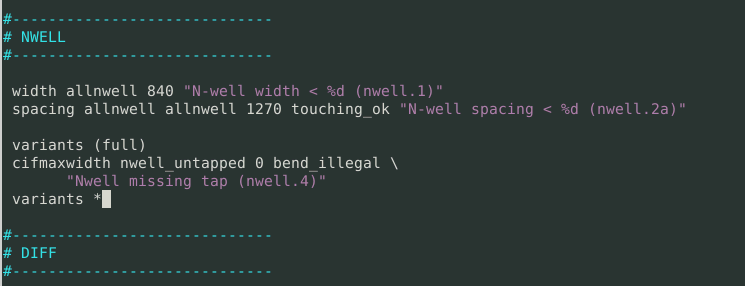 #-----------------------------
# NWELL
#-----------------------------
width allnwell 840 "N-well width < %d (nwell.1)"
spacing allnwell allnwell 1270 touching_ok "N-well spacing < %d (nwell.2a)"
variants (full)
cifmaxwidth nwell_untapped 0 bend_illegal \
"Nwell missing tap (nwell.4)"
variants *
#-----------------------------
# DIFF
#-----------------------------